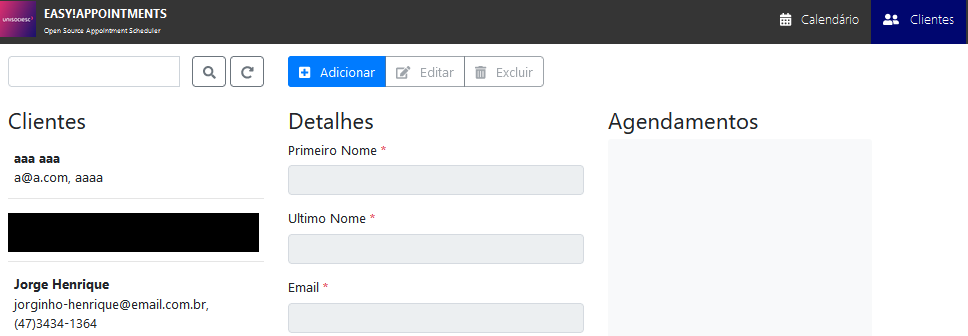 UNISOCIESC
EASY!APPOINTMENTS
Open Source Appointment Scheduler
Calendário
Clientes
Adicionar
Editar
Excluir
Clientes
aaa aaa
a@a.com, aaaa
Jorge Henrique
jorginho-henrique@email.com.br,
(47)3434-1364
Detalhes
Primeiro Nome *
Ultimo Nome *
Email *
Agendamentos